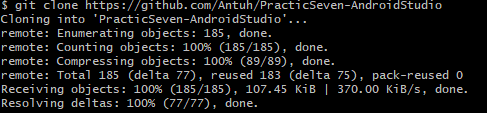 $ git clone https://github.com/Antuh/PracticSeven-AndroidStudio
Cloning into 'PracticSeven-AndroidStudio'...
remote: Enumerating objects: 185, done.
remote: Counting objects: 100% (185/185), done.
remote: Compressing objects: 100% (89/89), done.
remote: Total 185 (delta 77), reused 183 (delta 75), pack-reused 0
Receiving objects: 100% (185/185), 107.45 KiB | 370.00 KiB/s, done.
Resolving deltas: 100% (77/77), done.